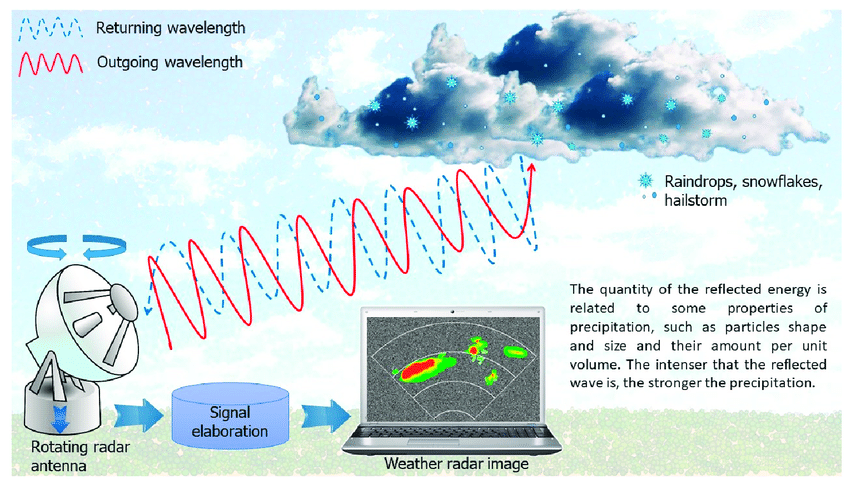 Returning wavelength
Outgoing wavelength
Raindrops, snowflakes,
hailstorm
The quantity of the reflected energy is
related to some properties of
precipitation, such as particles shape
and size and their amount per unit
volume. The intenser that the reflected
wave is, the stronger the precipitation.
Signal
elaboration
Rotating radar
antenna
Weather radar image